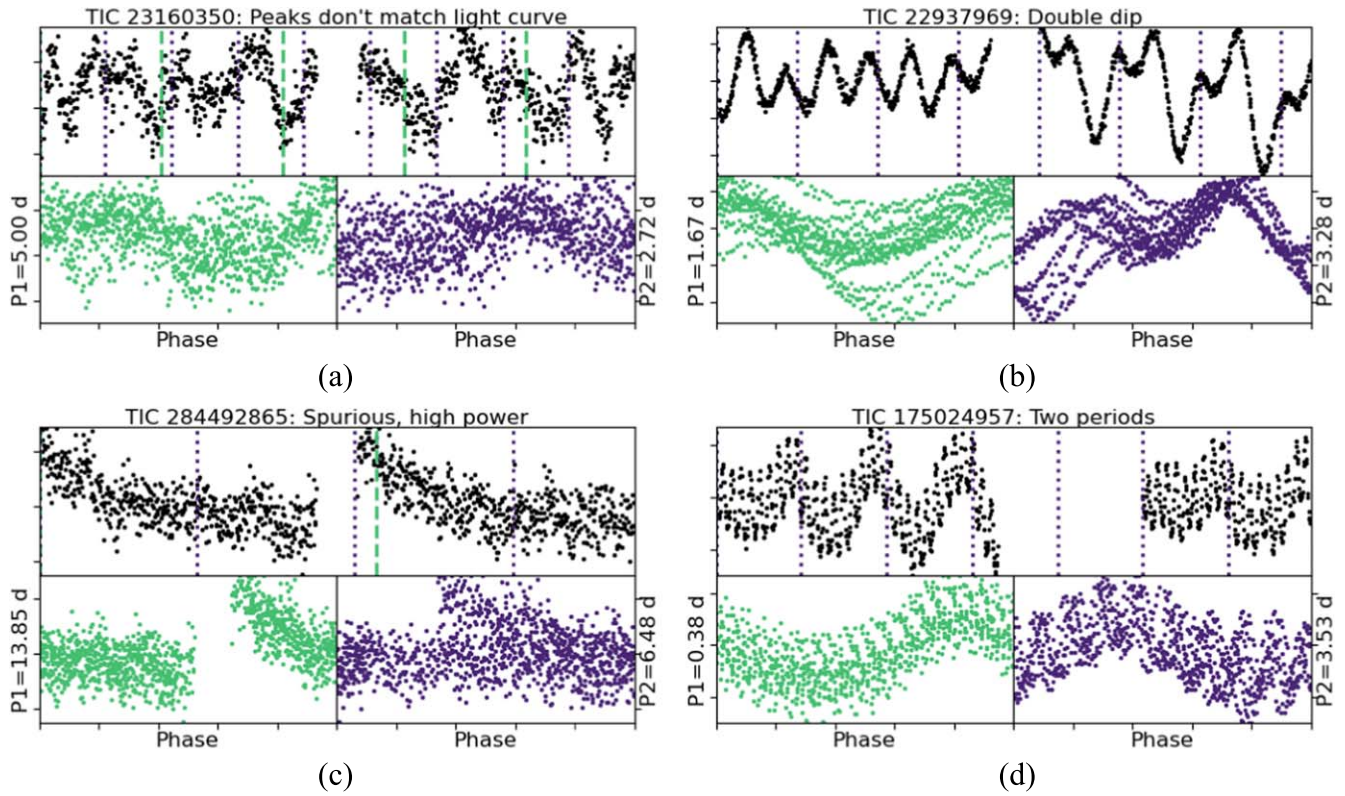 TIC 23160350: Peaks don't match light curve
P1=5.00 d
P2=2.72 d
Phase
Phase
(a)
TIC 22937969: Double dip
P1=1.67 d
P2=3.28 d
Phase
Phase
(b)
TIC 284492865: Spurious, high power
P1=13.85 d
P2=6.48 d
Phase
Phase
(c)
TIC 175024957: Two periods
P1=0.38 d
P2=3.53 d
Phase
Phase
(d)